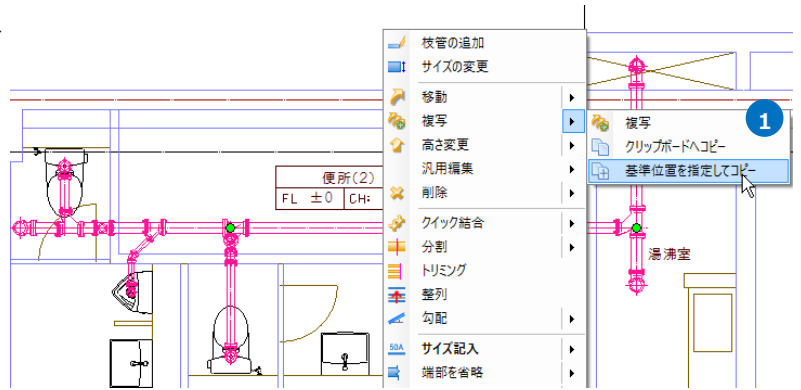 枝管の追加
サイズの変更
移動
複写
高さ変更
汎用編集
削除
クイック結合
分割
トリミング
整列
勾配
50A サイズ記入
端部を省略
複写
クリップボードへコピー
基準位置を指定してコピー
1
便所(2)
FL ±0 CH:
湯沸室